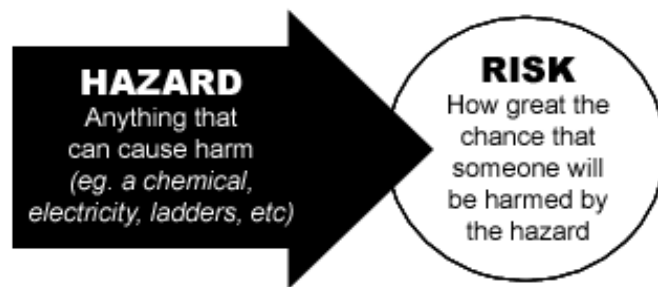 HAZARD
Anything that
can cause harm
(eg. a chemical,
electricity, ladders, etc)
RISK
How great the
chance that
someone will
be harmed by
the hazard